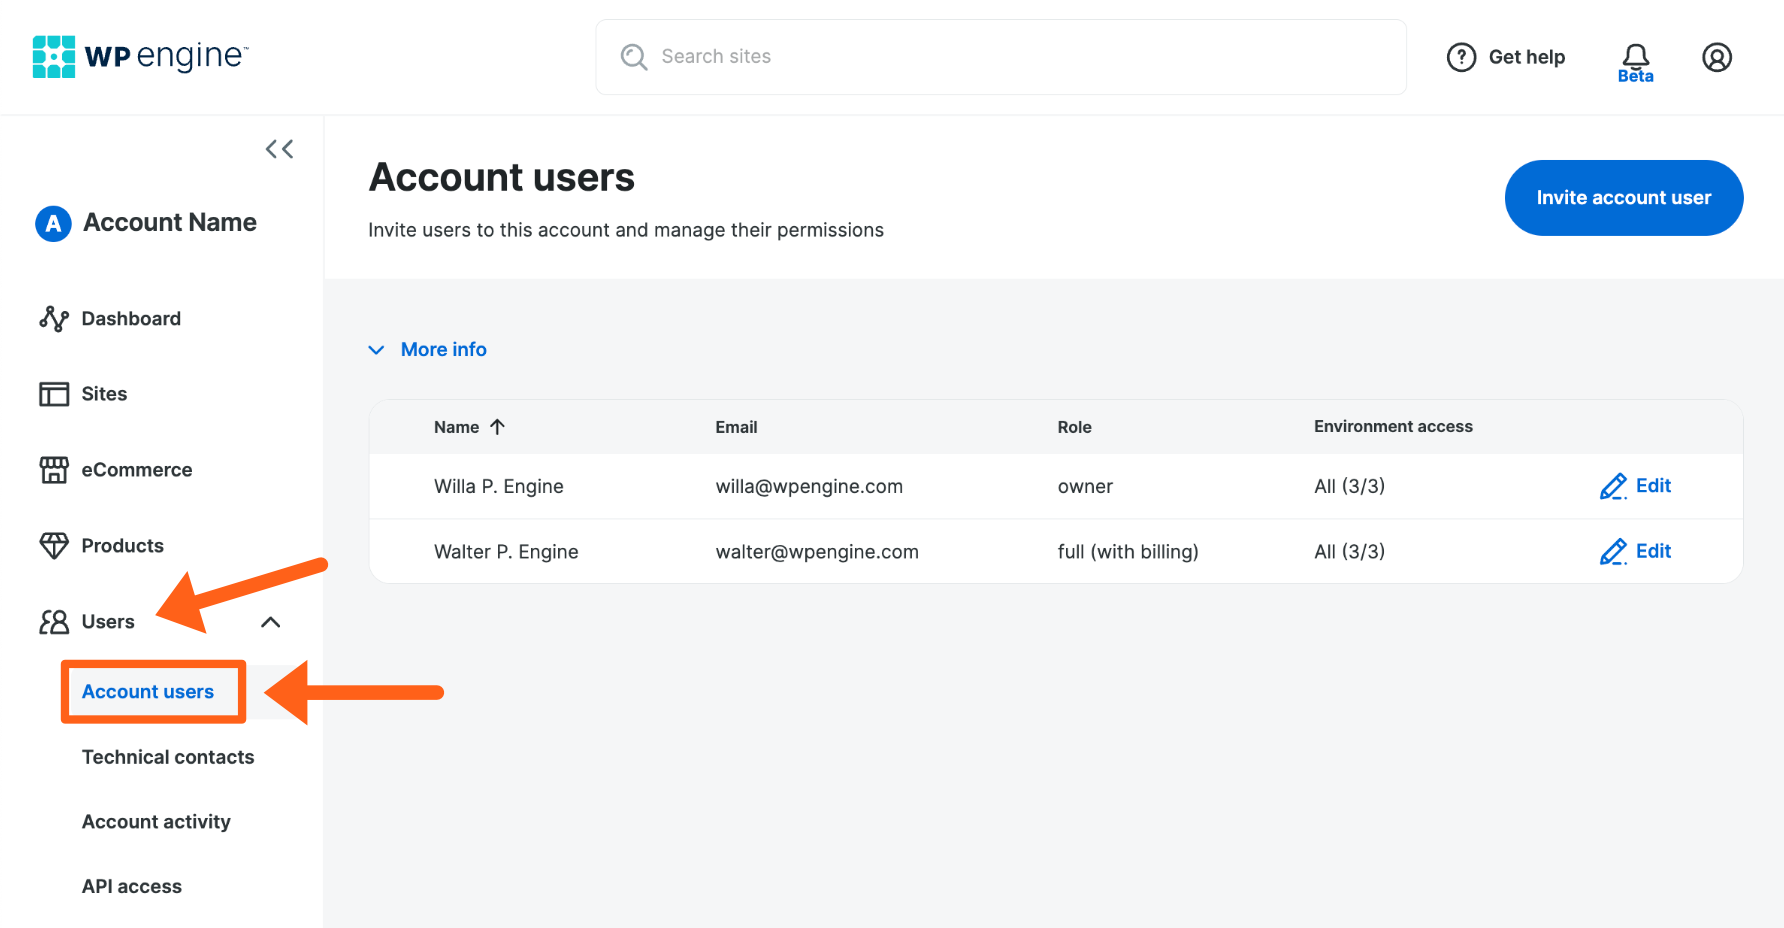 WP engine™
Search sites
Get help
Beta
A Account Name
Dashboard
Sites
eCommerce
Products
Users
Account users
Technical contacts
Account activity
API access
Account users
Invite users to this account and manage their permissions
Invite account user
More info
Name Email Role Environment access
Willa P. Engine willa@wpengine.com owner All (3/3) Edit
Walter P. Engine walter@wpengine.com full (with billing) All (3/3) Edit